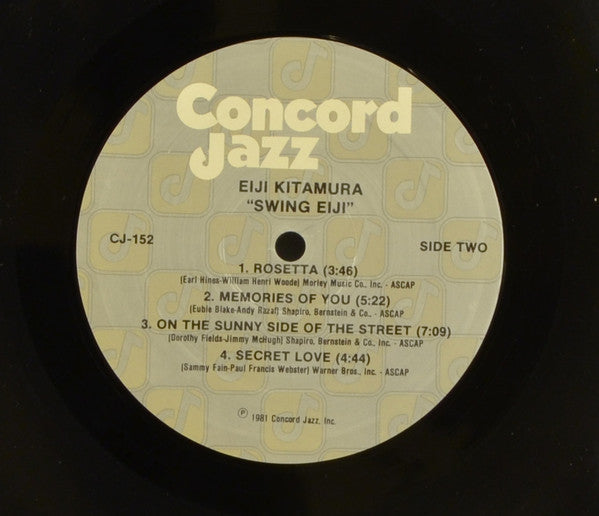 Concord
Jazz
EIJI KITAMURA
"SWING EIJI"
CJ-152
SIDE TWO
1. ROSETTA (3:46)
(Earl Hines-William Henri Woode) Morley Music Co., Inc. - ASCAP
2. MEMORIES OF YOU (5:22)
(Eubie Blake-Andy Razaf) Shapiro, Bernstein & Co. - ASCAP
3. ON THE SUNNY SIDE OF THE STREET (7:09)
(Dorothy Fields-Jimmy McHugh) Shapiro, Bernstein & Co., Inc. - ASCAP
4. SECRET LOVE (4:44)
(Sammy Fain-Paul Francis Webster) Warner Bros., Inc. - ASCAP
℗ 1981 Concord Jazz, Inc.